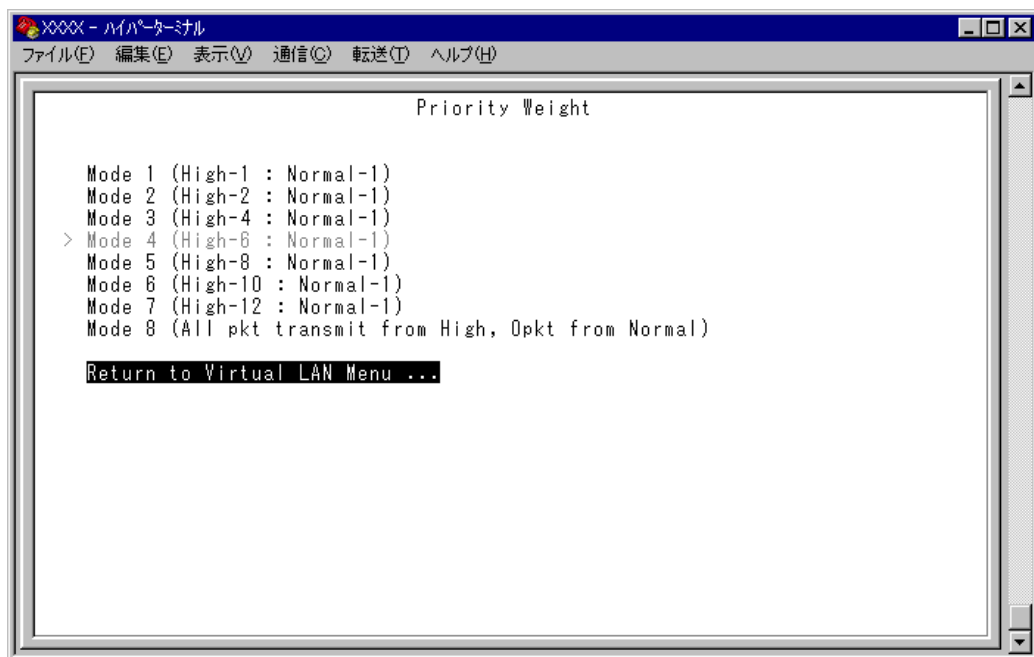 XXXX - ハイパーターミナル
ファイル(F) 編集(E) 表示(V) 通信(C) 転送(T) ヘルプ(H)
Priority Weight
Mode 1 (High-1 : Normal-1)
Mode 2 (High-2 : Normal-1)
Mode 3 (High-4 : Normal-1)
> Mode 4 (High-6 : Normal-1)
Mode 5 (High-8 : Normal-1)
Mode 6 (High-10 : Normal-1)
Mode 7 (High-12 : Normal-1)
Mode 8 (All pkt transmit from High, 0pkt from Normal)
Return to Virtual LAN Menu ...